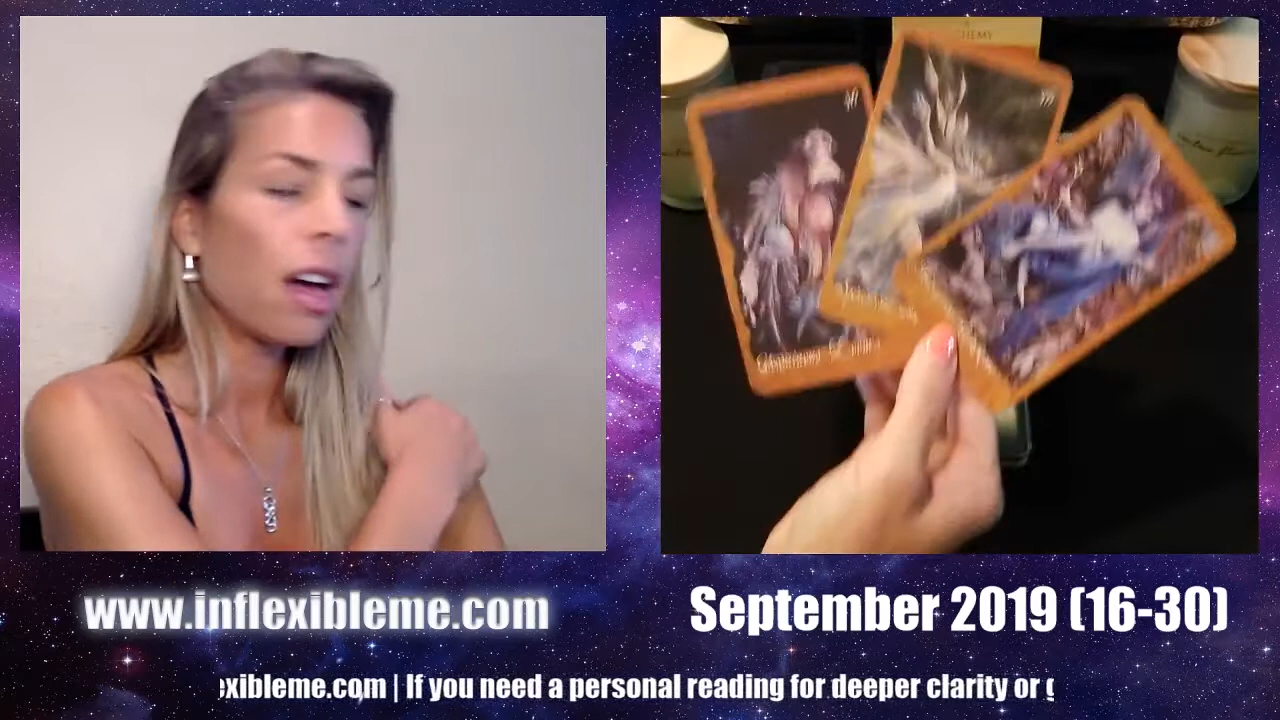 www.inflexibleme.com
September 2019 (16-30)
xibleme.com | If you need a personal reading for deeper clarity or